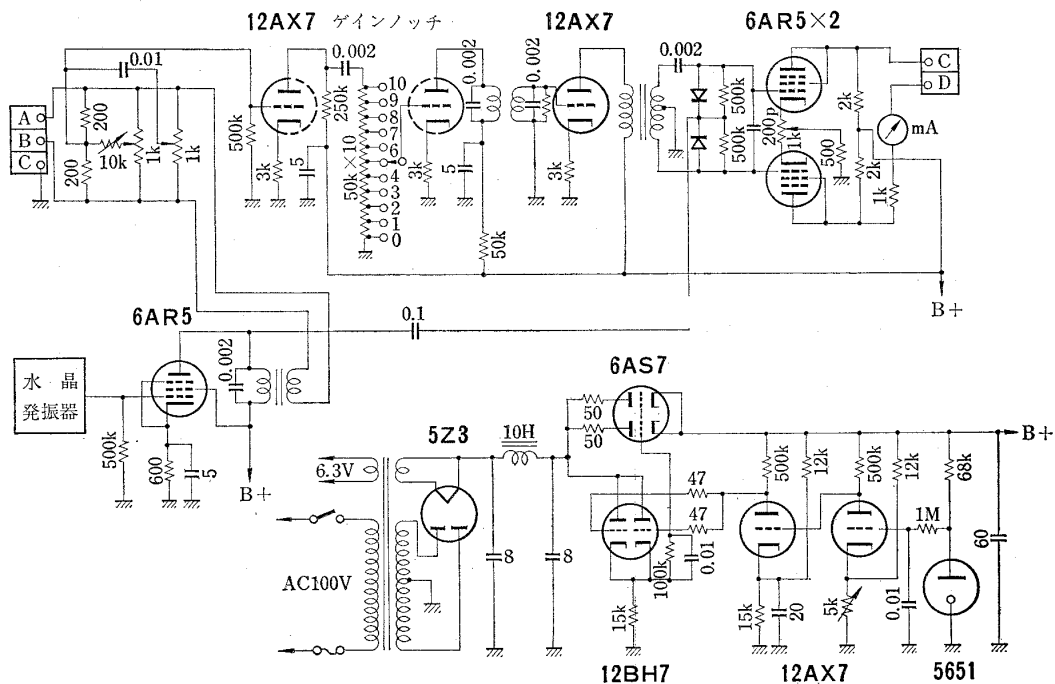 12AX7 ゲインノッチ
12AX7
6AR5×2
0.01
A
B
C
200
200
10k
1k
1k
500k
3k
250k
5
0.002
50k×10
10
9
8
7
6
4
3
2
1
0
3k
5
0.002
50k
0.002
3k
0.002
500k
500k
200p
1k
500
2k
2k
1k
C
D
mA
B+
6AR5
0.002
0.1
水晶
発振器
500k
600
5
B+
6.3V
AC100V
5Z3
10H
8
8
6AS7
50
50
47
47
100k
0.01
15k
12BH7
500k
12k
500k
12k
68k
B+
15k
20
5k
12AX7
1M
0.01
5651
60